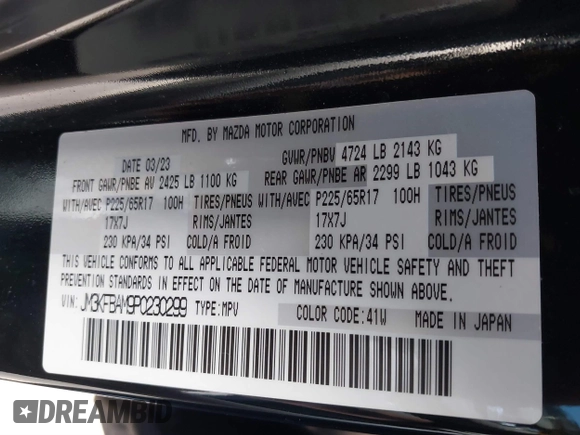 MFD. BY MAZDA MOTOR CORPORATION
DATE 03/23 GVWR/PNBV 4724 LB 2143 KG
FRONT GAWR/PNBE AV 2425 LB 1100 KG REAR GAWR/PNBE AR 2299 LB 1043 KG
WITH/AVEC P225/65R17 100H TIRES/PNEUS WITH/AVEC P225/65R17 100H TIRES/PNEUS
17X7J RIMS/JANTES 17X7J RIMS/JANTES
230 KPA/34 PSI COLD/A FROID 230 KPA/34 PSI COLD/A FROID
THIS VEHICLE CONFORMS TO ALL APPLICABLE FEDERAL MOTOR VEHICLE SAFETY AND THEFT
PREVENTION STANDARDS IN EFFECT ON THE DATE OF MANUFACTURE SHOWN ABOVE.
VIN: JM3KFBAM9P0230299 TYPE: MPV COLOR CODE: 41W MADE IN JAPAN
DREAMBID